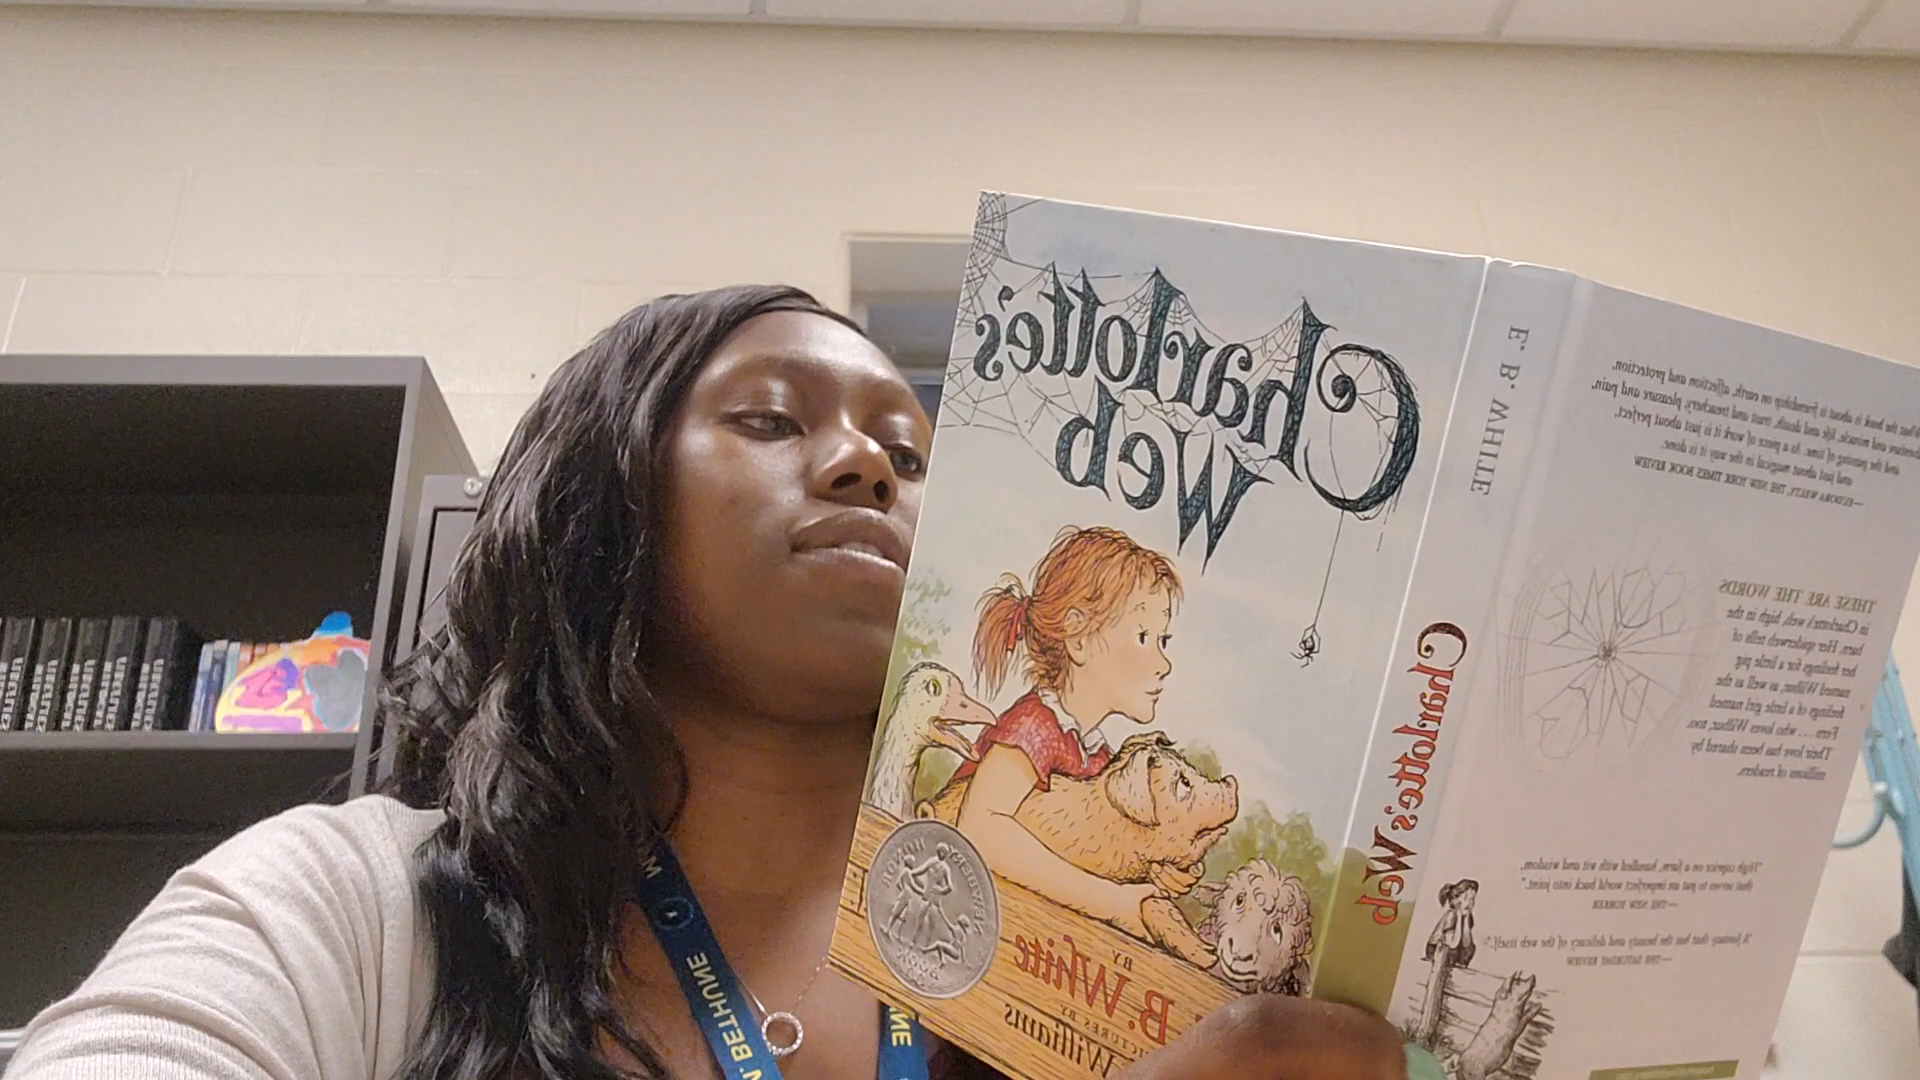 Charlotte's
Web
BY
B. White
PICTURES BY
Williams
NEWBERY
HONOR
BOOK
E. B. WHITE
Charlotte's Web
the book is about is friendship on earth, affection and protection,
and miracle, life and death, trust and treachery, pleasure and pain,
and the passing of time. As a piece of work it is just about perfect,
and just about magical in the way it is done.
—EUDORA WELTY, THE NEW YORK TIMES BOOK REVIEW
THESE ARE THE WORDS
in Charlotte's web, high in the
barn. Her spiderweb tells of
her feelings for a little pig
named Wilbur, as well as the
feelings of a little girl named
Fern . . . who loves Wilbur, too.
Their love has been shared by
millions of readers.
"High caprice on a farm, handled with wit and wisdom,
that serves to put an imperfect world back into joint."
—THE NEW YORKER
"A fantasy that has the beauty and delicacy of the web itself."
—THE SATURDAY REVIEW
M
BETHUNE
NE